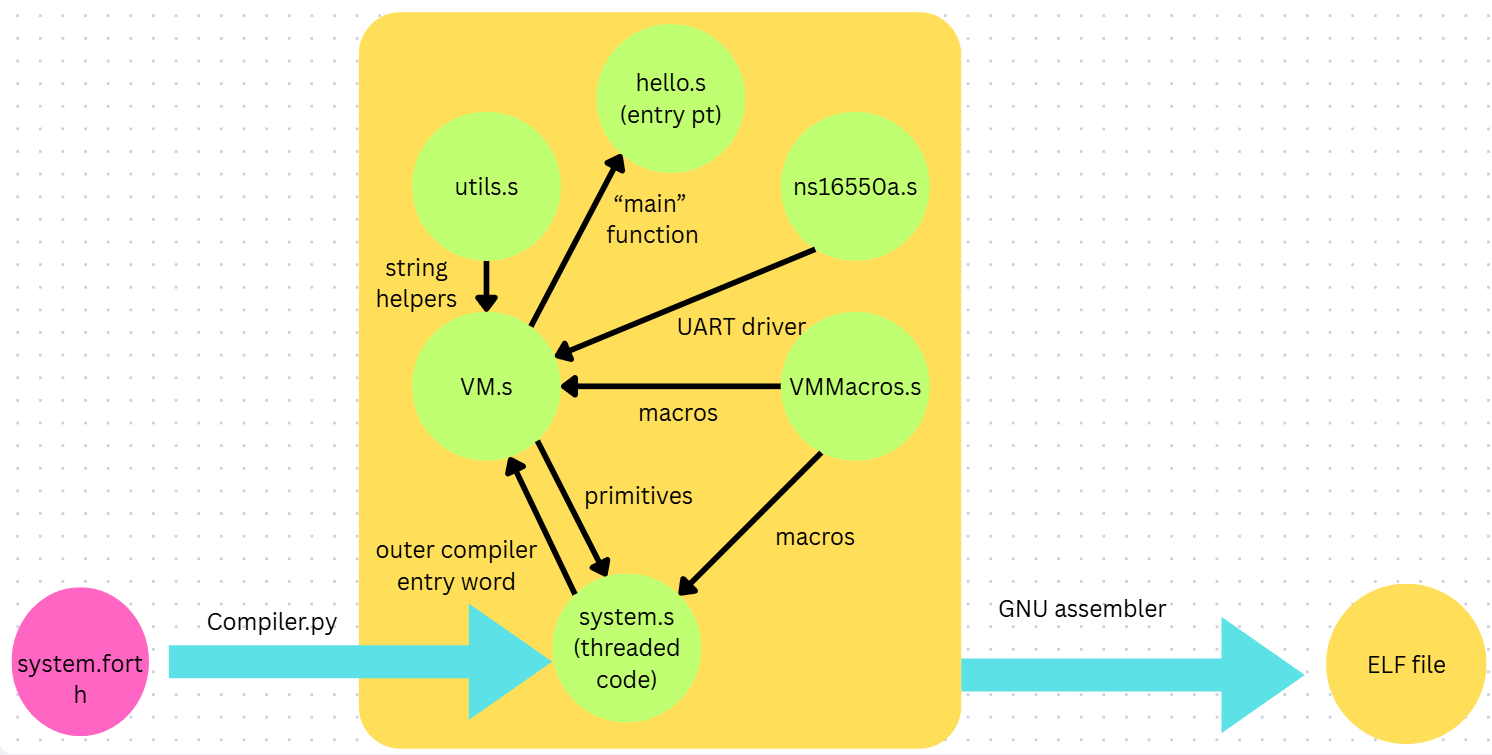 hello.s
(entry pt)
utils.s
ns16550a.s
“main”
function
string
helpers
UART driver
VM.s
VMMacros.s
macros
primitives
macros
outer compiler
entry word
Compiler.py
system.fort
h
system.s
(threaded
code)
GNU assembler
ELF file